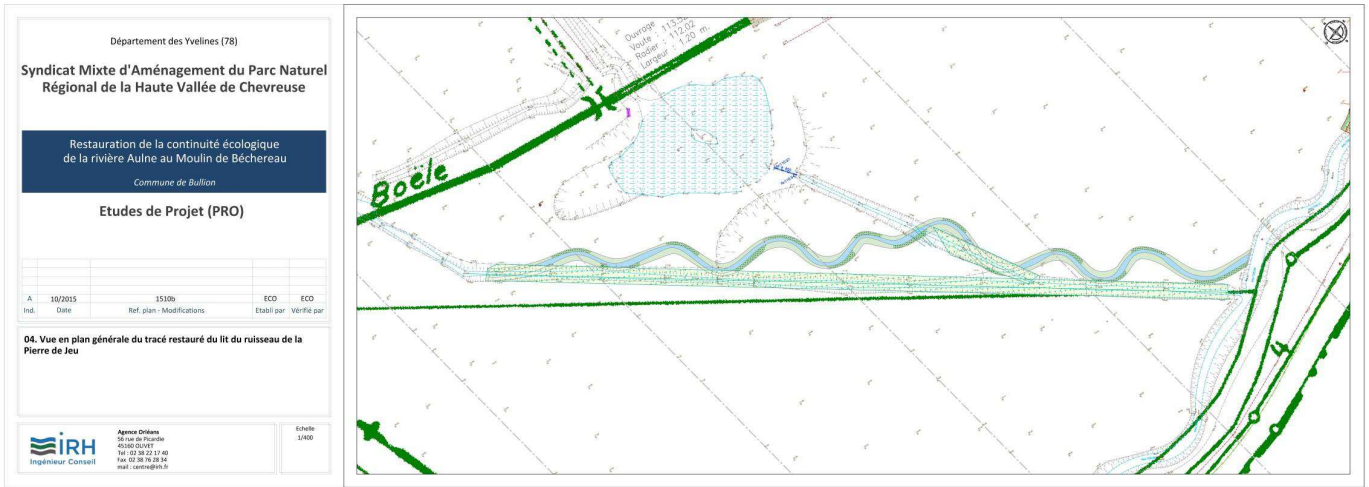 Département des Yvelines (78)
Syndicat Mixte d'Aménagement du Parc Naturel
Régional de la Haute Vallée de Chevreuse
Restauration de la continuité écologique
de la rivière Aulne au Moulin de Béchereau
Commune de Bullion
Etudes de Projet (PRO)
A 10/2015 1510b ECO ECO
Ind. Date Ref. plan - Modifications Etabli par Vérifié par
04. Vue en plan générale du tracé restauré du lit du ruisseau de la
Pierre de Jeu
IRH
Ingénieur Conseil
Agence Orléans
56 rue de Picardie
45160 OLIVET
Tel : 02 38 22 17 40
Fax 02 38 76 28 34
mail : centre@irh.fr
Echelle
1/400
Ouvrage : 113.52
Voute : 112.02
Radier :
Largeur : 1.20 m.
Boële